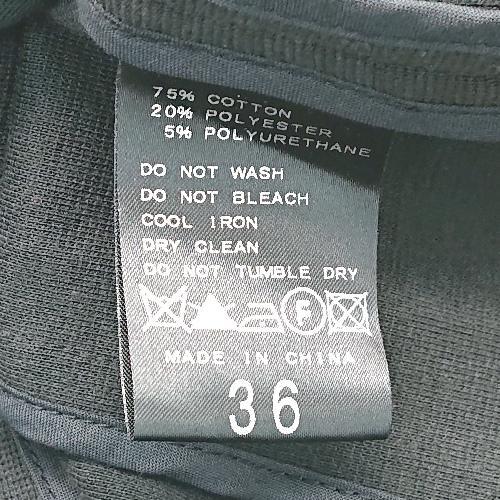 75% COTTON
20% POLYESTER
5% POLYURETHANE
DO NOT WASH
DO NOT BLEACH
COOL IRON
DRY CLEAN
DO NOT TUMBLE DRY
F
MADE IN CHINA
36